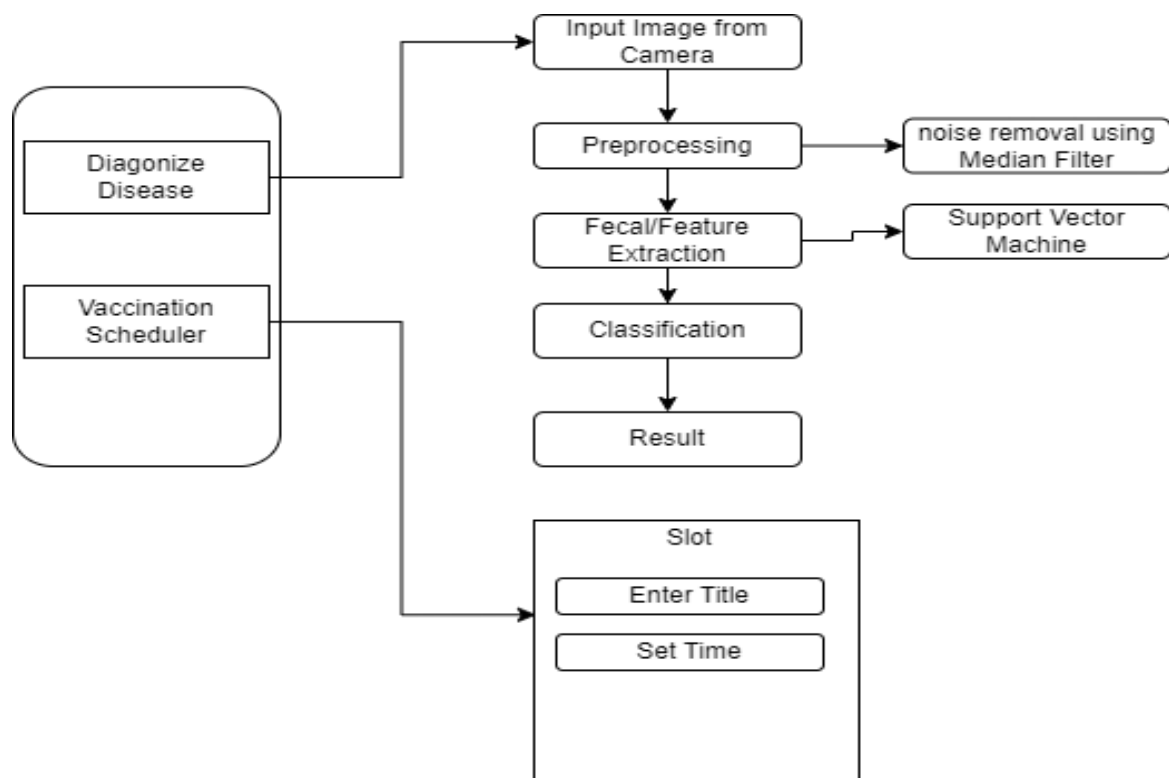 Diagonize
Disease
Vaccination
Scheduler
Input Image from
Camera
Preprocessing
noise removal using
Median Filter
Fecal/Feature
Extraction
Support Vector
Machine
Classification
Result
Slot
Enter Title
Set Time